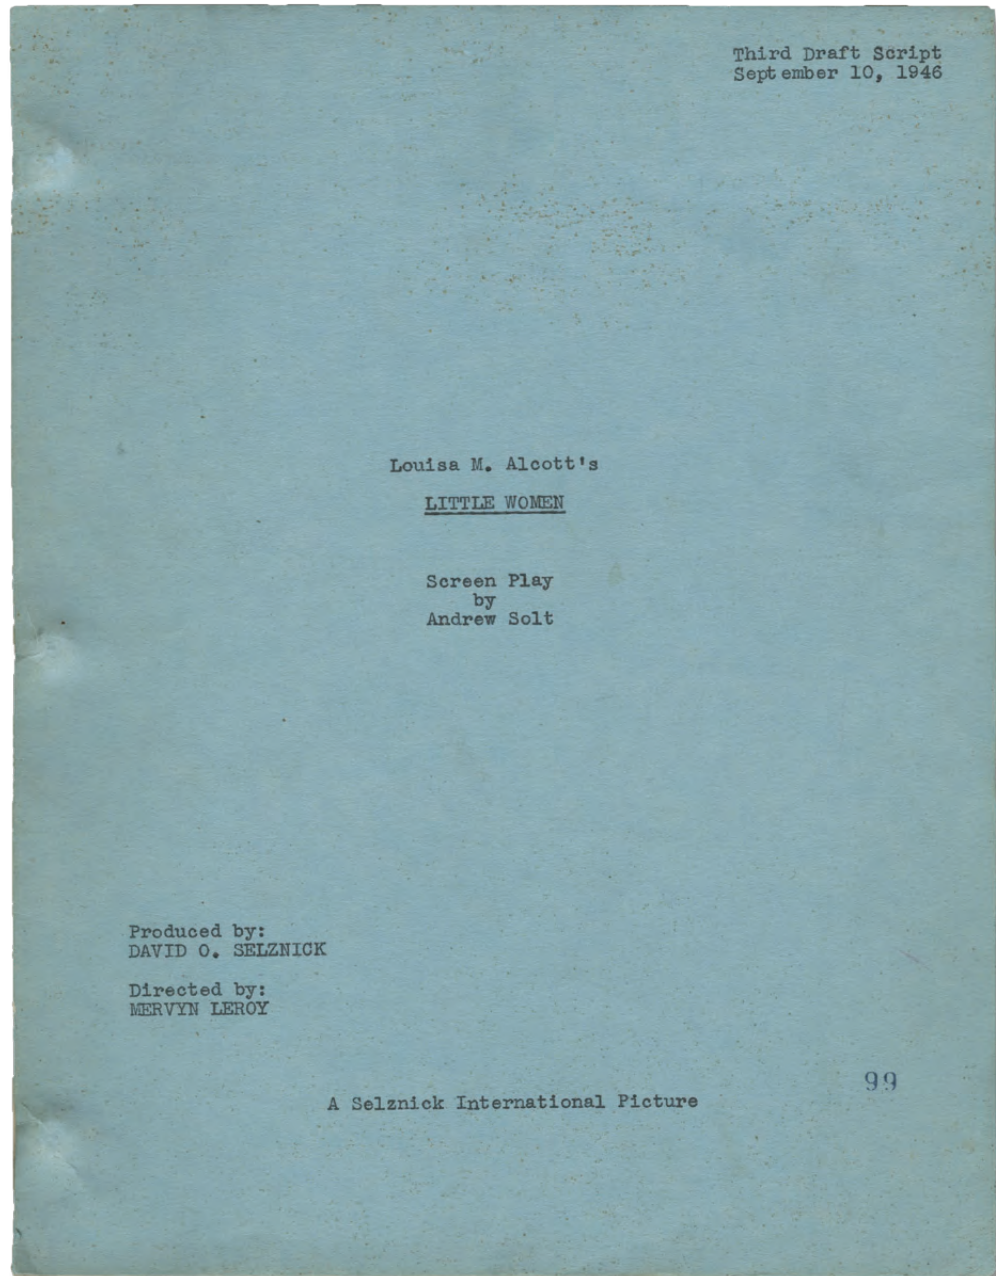 Third Draft Script
September 10, 1946
Louisa M. Alcott's
LITTLE WOMEN
Screen Play
by
Andrew Solt
Produced by:
DAVID O. SELZNICK
Directed by:
MERVYN LEROY
99
A Selznick International Picture